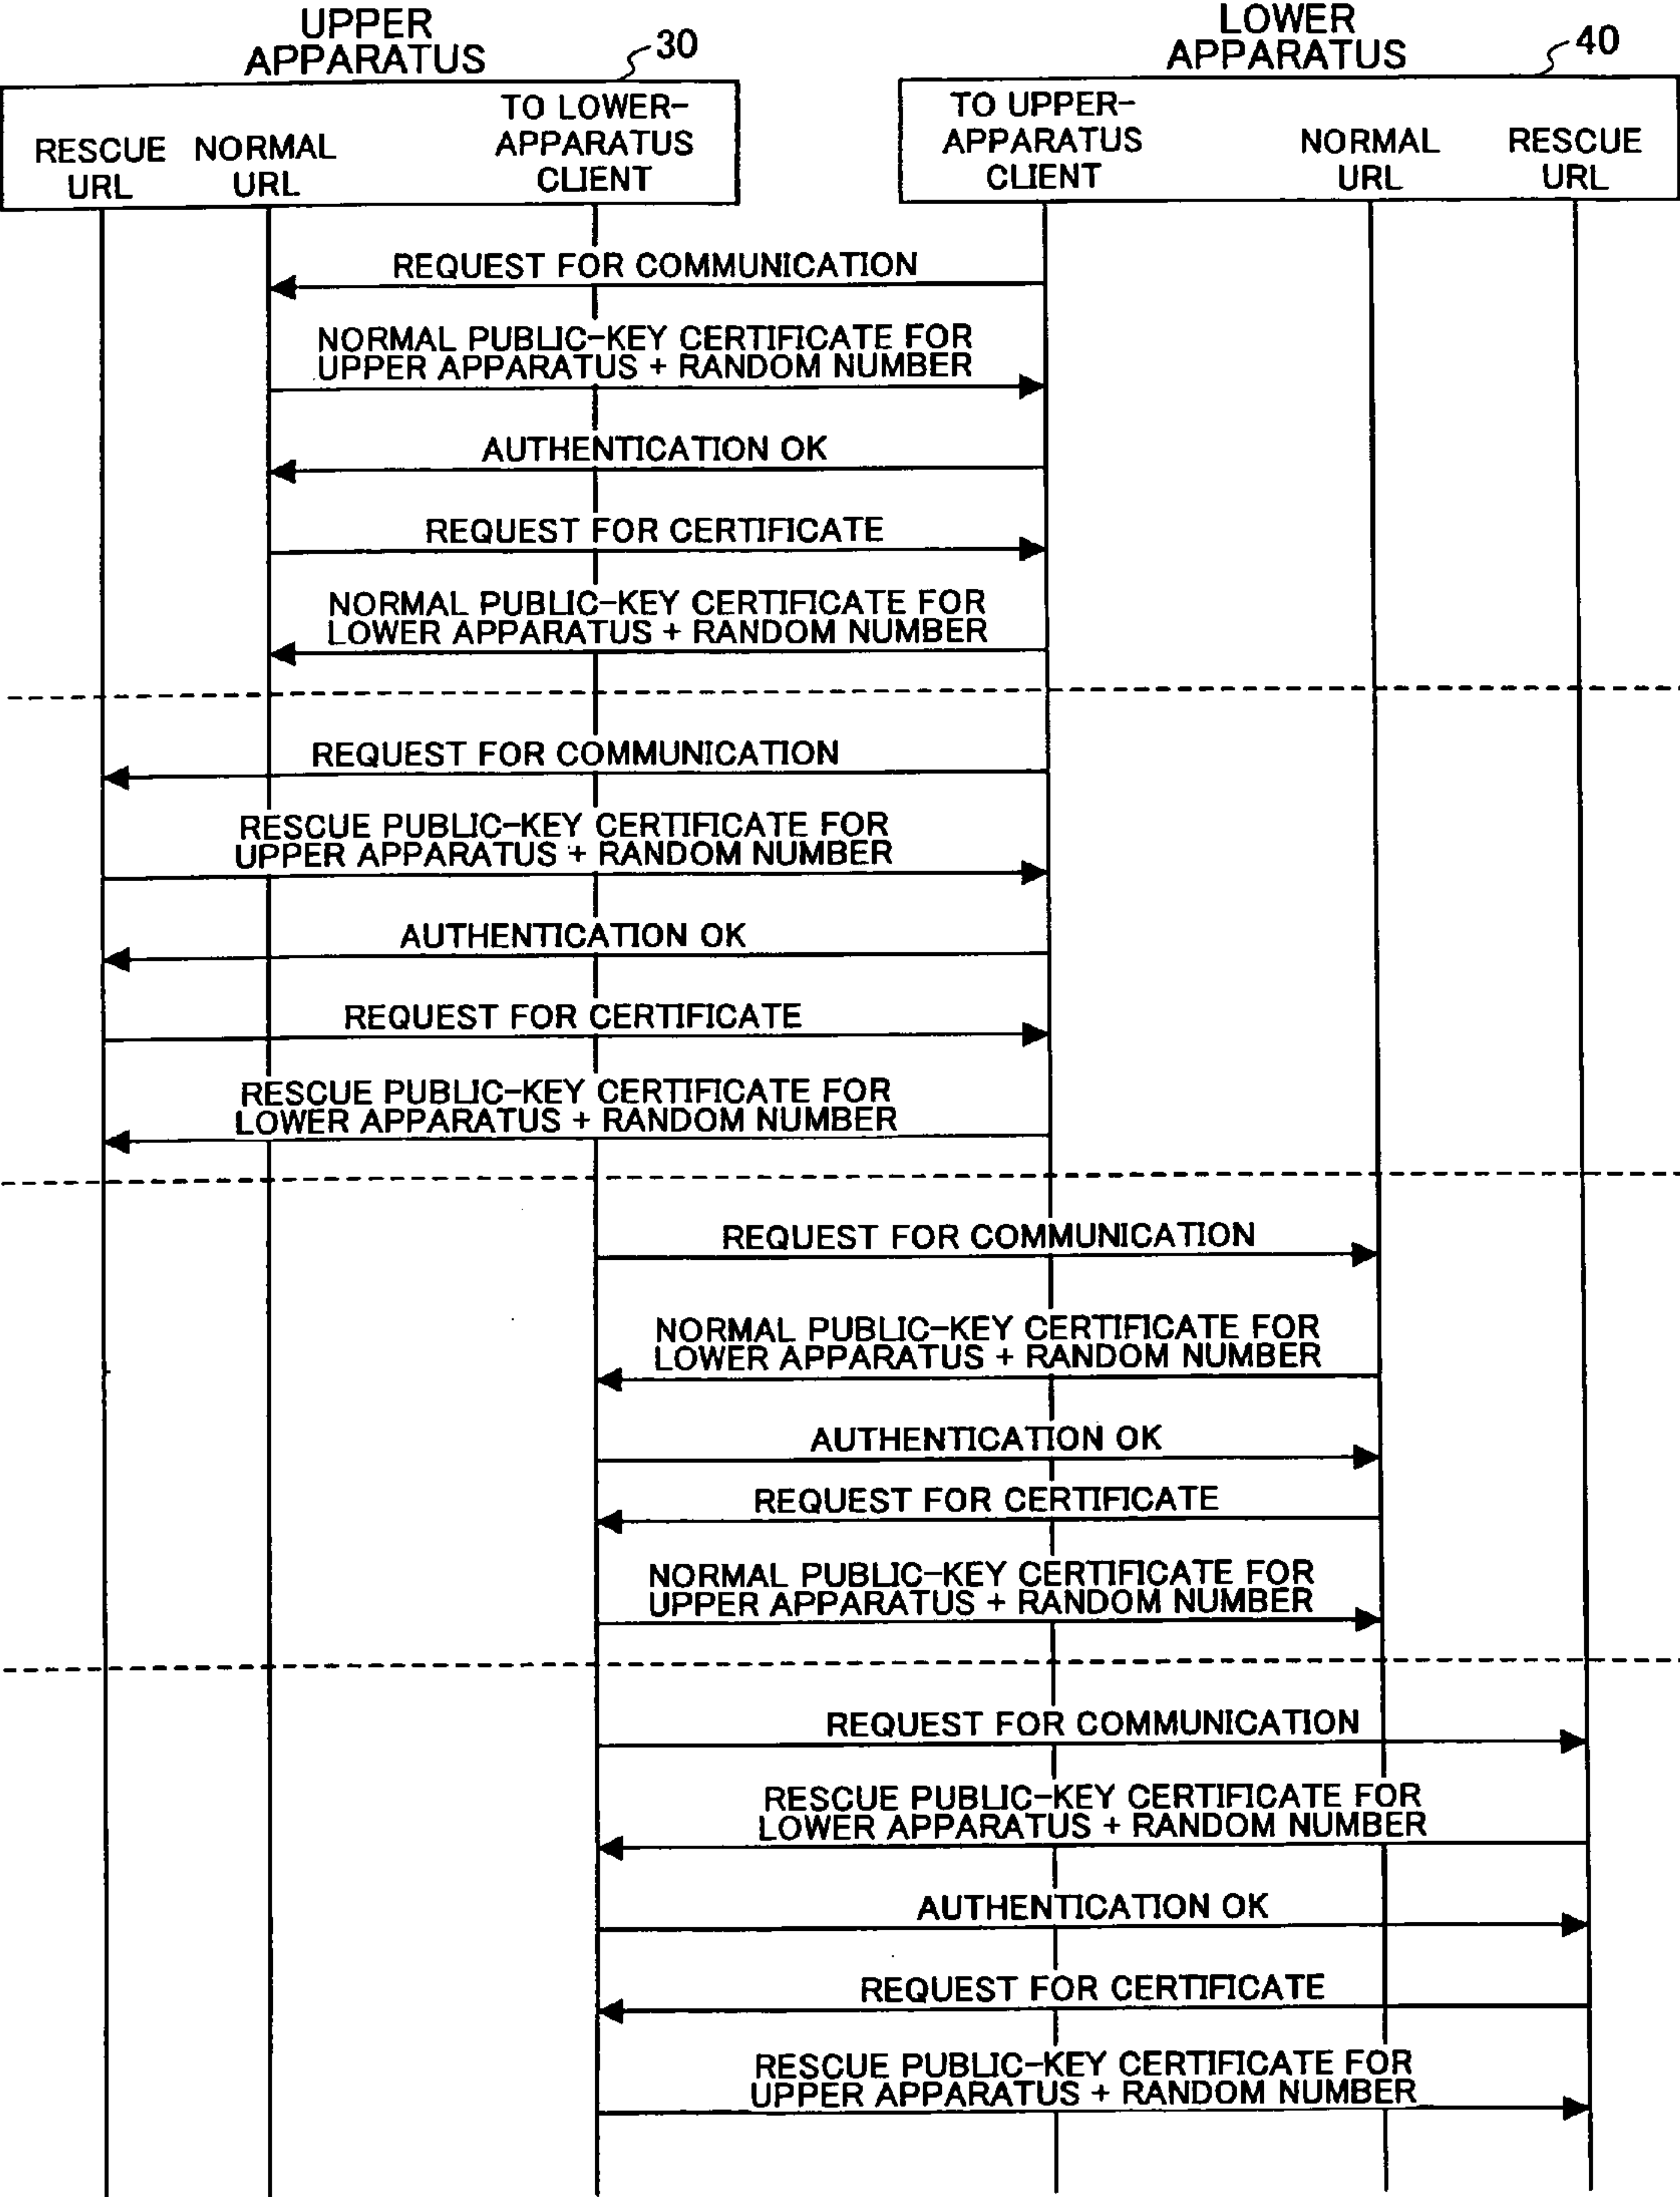 UPPER
APPARATUS
30
LOWER
APPARATUS
40
RESCUE
URL
NORMAL
URL
TO LOWER-
APPARATUS
CLIENT
TO UPPER-
APPARATUS
CLIENT
NORMAL
URL
RESCUE
URL
REQUEST FOR COMMUNICATION
NORMAL PUBLIC-KEY CERTIFICATE FOR
UPPER APPARATUS + RANDOM NUMBER
AUTHENTICATION OK
REQUEST FOR CERTIFICATE
NORMAL PUBLIC-KEY CERTIFICATE FOR
LOWER APPARATUS + RANDOM NUMBER
REQUEST FOR COMMUNICATION
RESCUE PUBLIC-KEY CERTIFICATE FOR
UPPER APPARATUS + RANDOM NUMBER
AUTHENTICATION OK
REQUEST FOR CERTIFICATE
RESCUE PUBLIC-KEY CERTIFICATE FOR
LOWER APPARATUS + RANDOM NUMBER
REQUEST FOR COMMUNICATION
NORMAL PUBLIC-KEY CERTIFICATE FOR
LOWER APPARATUS + RANDOM NUMBER
AUTHENTICATION OK
REQUEST FOR CERTIFICATE
NORMAL PUBLIC-KEY CERTIFICATE FOR
UPPER APPARATUS + RANDOM NUMBER
REQUEST FOR COMMUNICATION
RESCUE PUBLIC-KEY CERTIFICATE FOR
LOWER APPARATUS + RANDOM NUMBER
AUTHENTICATION OK
REQUEST FOR CERTIFICATE
RESCUE PUBLIC-KEY CERTIFICATE FOR
UPPER APPARATUS + RANDOM NUMBER